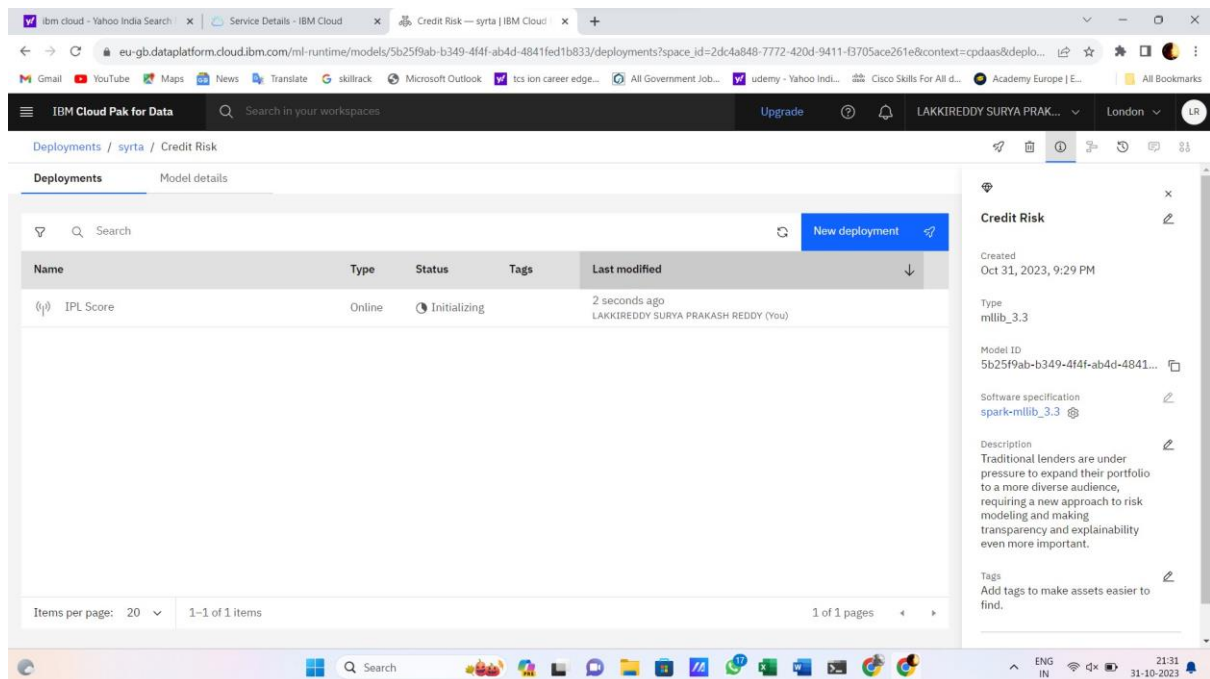 ibm cloud - Yahoo India Search
Service Details - IBM Cloud
Credit Risk — syrta | IBM Cloud
eu-gb.dataplatform.cloud.ibm.com/ml-runtime/models/5b25f9ab-b349-4f4f-ab4d-4841fed1b833/deployments?space_id=2dc4a848-7772-420d-9411-f3705ace261e&context=cpdaas&deplo...
Gmail YouTube Maps News Translate skillrack Microsoft Outlook tcs ion career edge... All Government Job... udemy - Yahoo Indi... Cisco Skills For All d... Academy Europe | E... All Bookmarks
IBM Cloud Pak for Data Search in your workspaces Upgrade LAKKIREDDY SURYA PRAK... London LR
Deployments / syrta / Credit Risk
Deployments Model details
Search New deployment
Name Type Status Tags Last modified
IPL Score Online Initializing 2 seconds ago
LAKKIREDDY SURYA PRAKASH REDDY (You)
Items per page: 20 1–1 of 1 items 1 of 1 pages
Credit Risk
Created
Oct 31, 2023, 9:29 PM
Type
mllib_3.3
Model ID
5b25f9ab-b349-4f4f-ab4d-4841...
Software specification
spark-mllib_3.3
Description
Traditional lenders are under
pressure to expand their portfolio
to a more diverse audience,
requiring a new approach to risk
modeling and making
transparency and explainability
even more important.
Tags
Add tags to make assets easier to
find.
Search
ENG
IN
21:31
31-10-2023